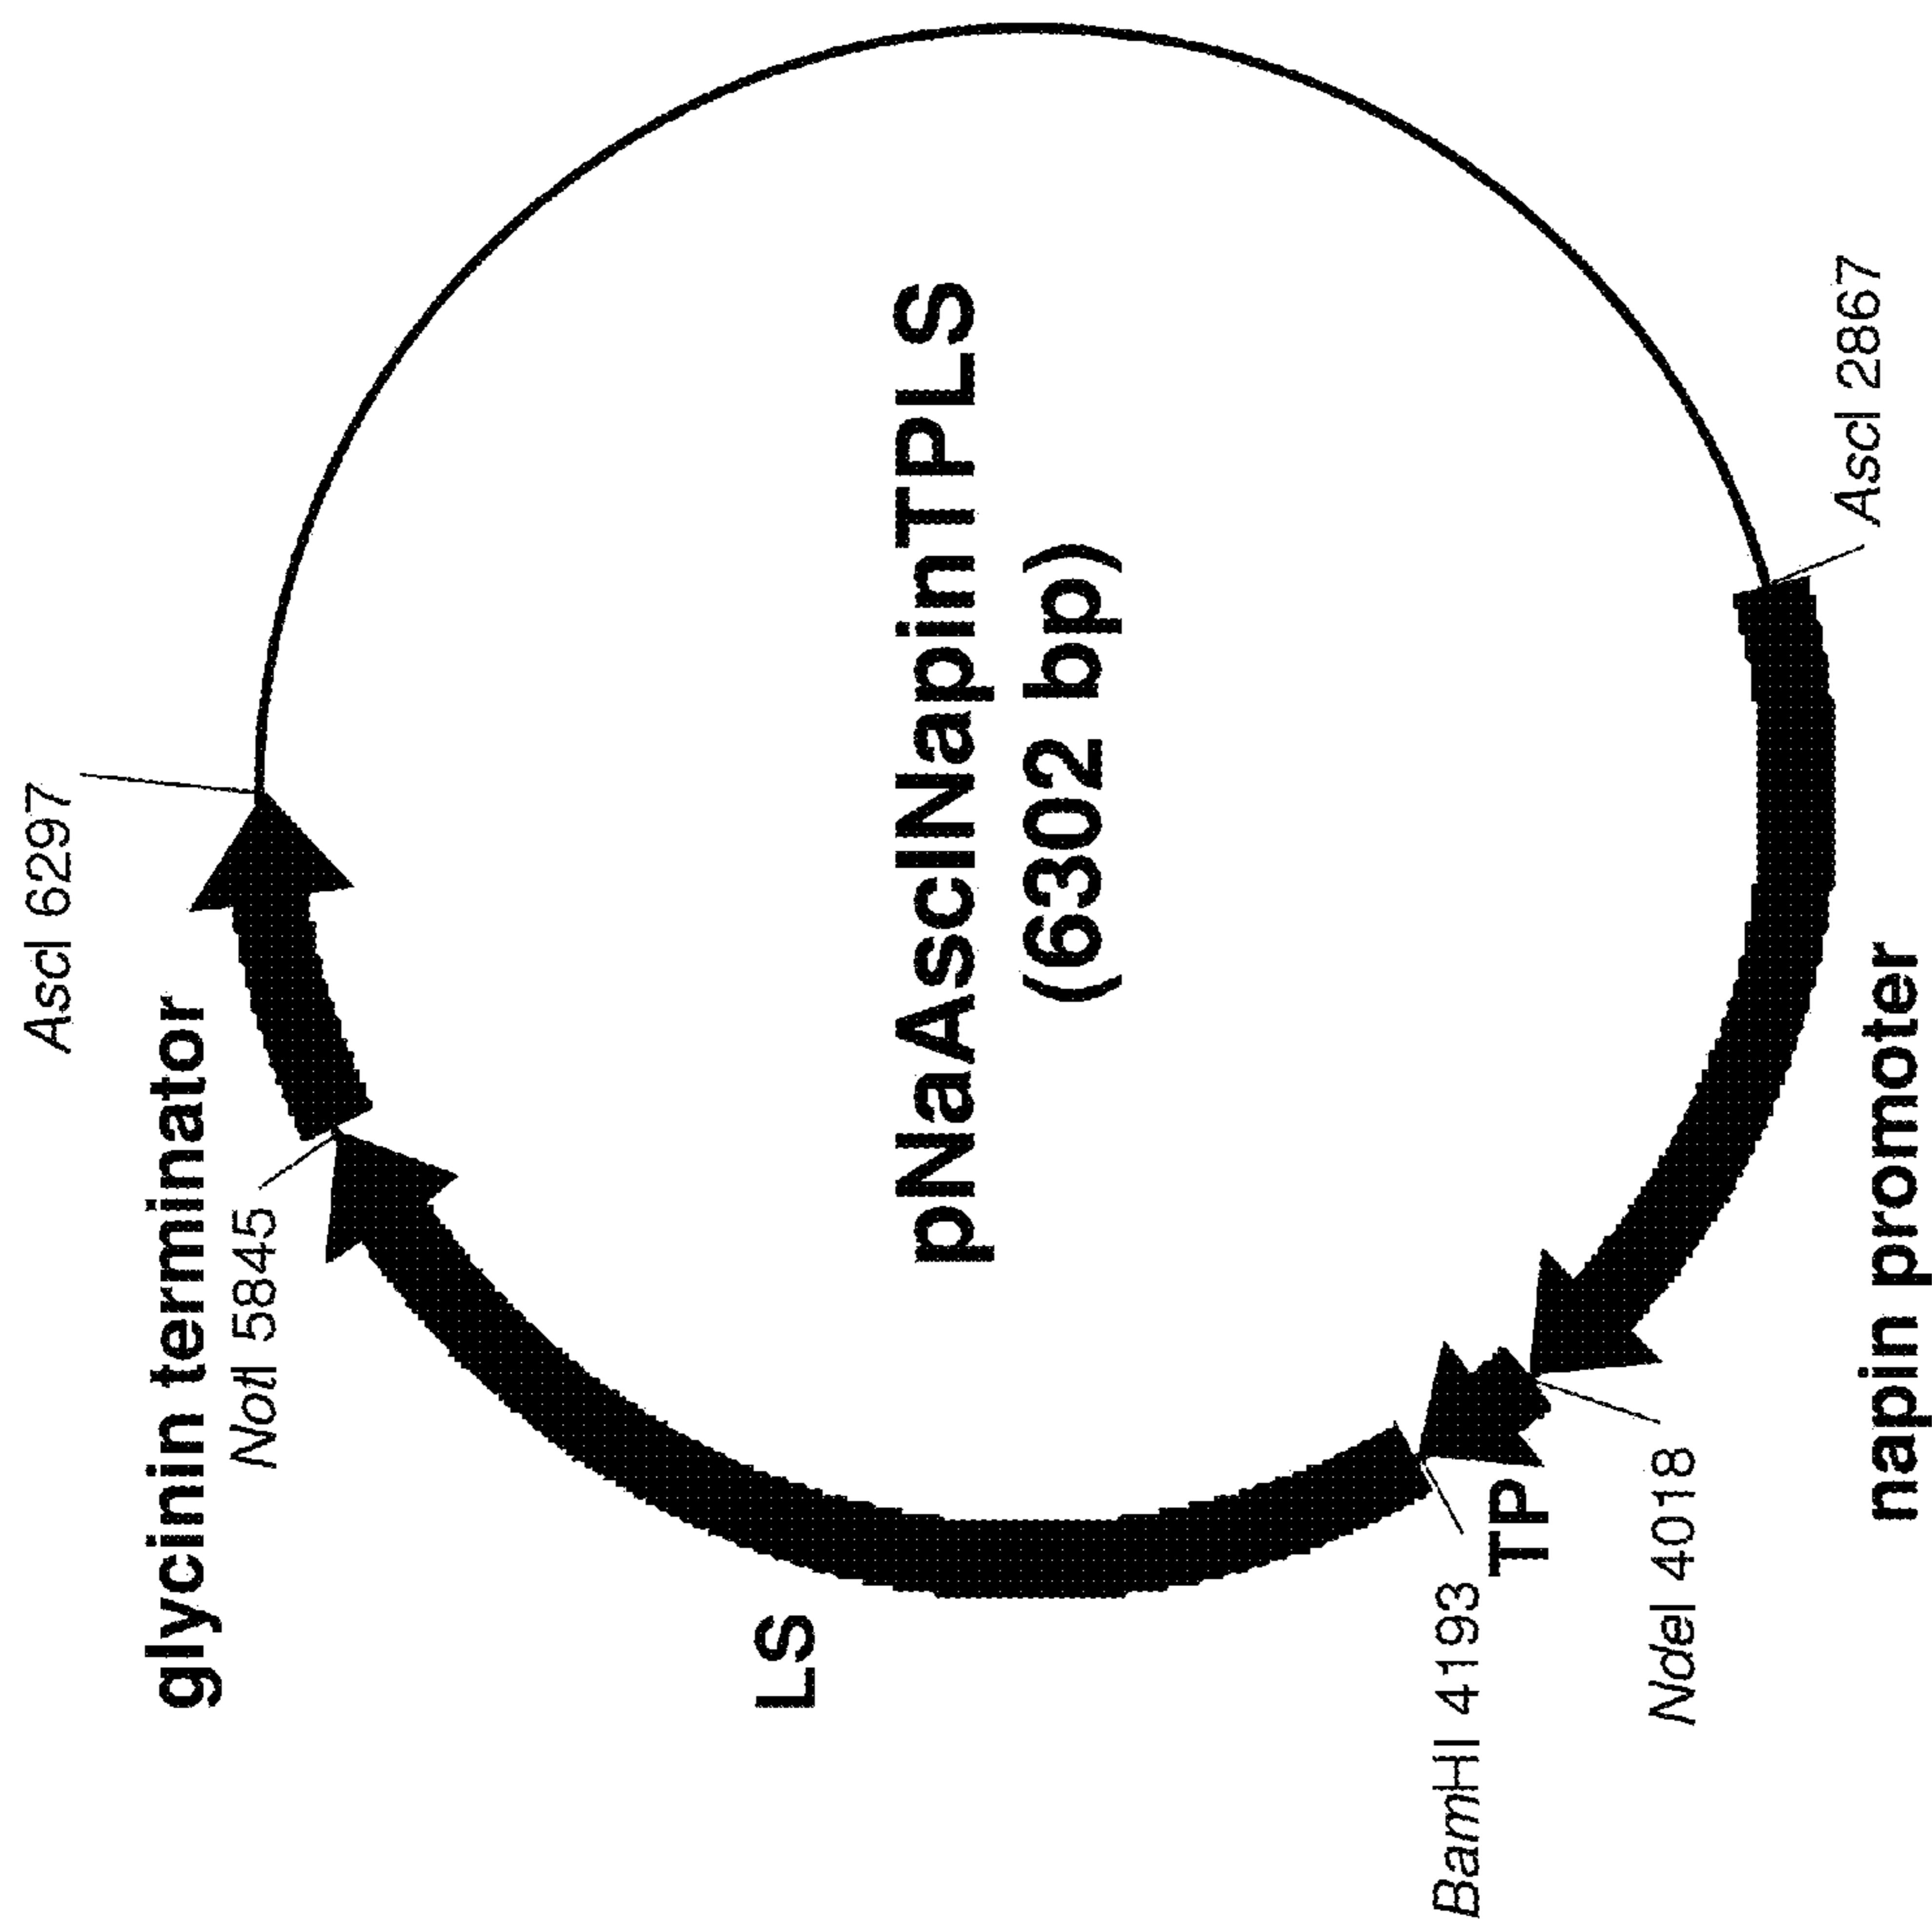 AscI 6297
glycinin terminator
NotI 5845
LS
pNaAscINapinTPLS
(6302 bp)
BamHI 4193
TP
NdeI 4018
AscI 2867
napin promoter